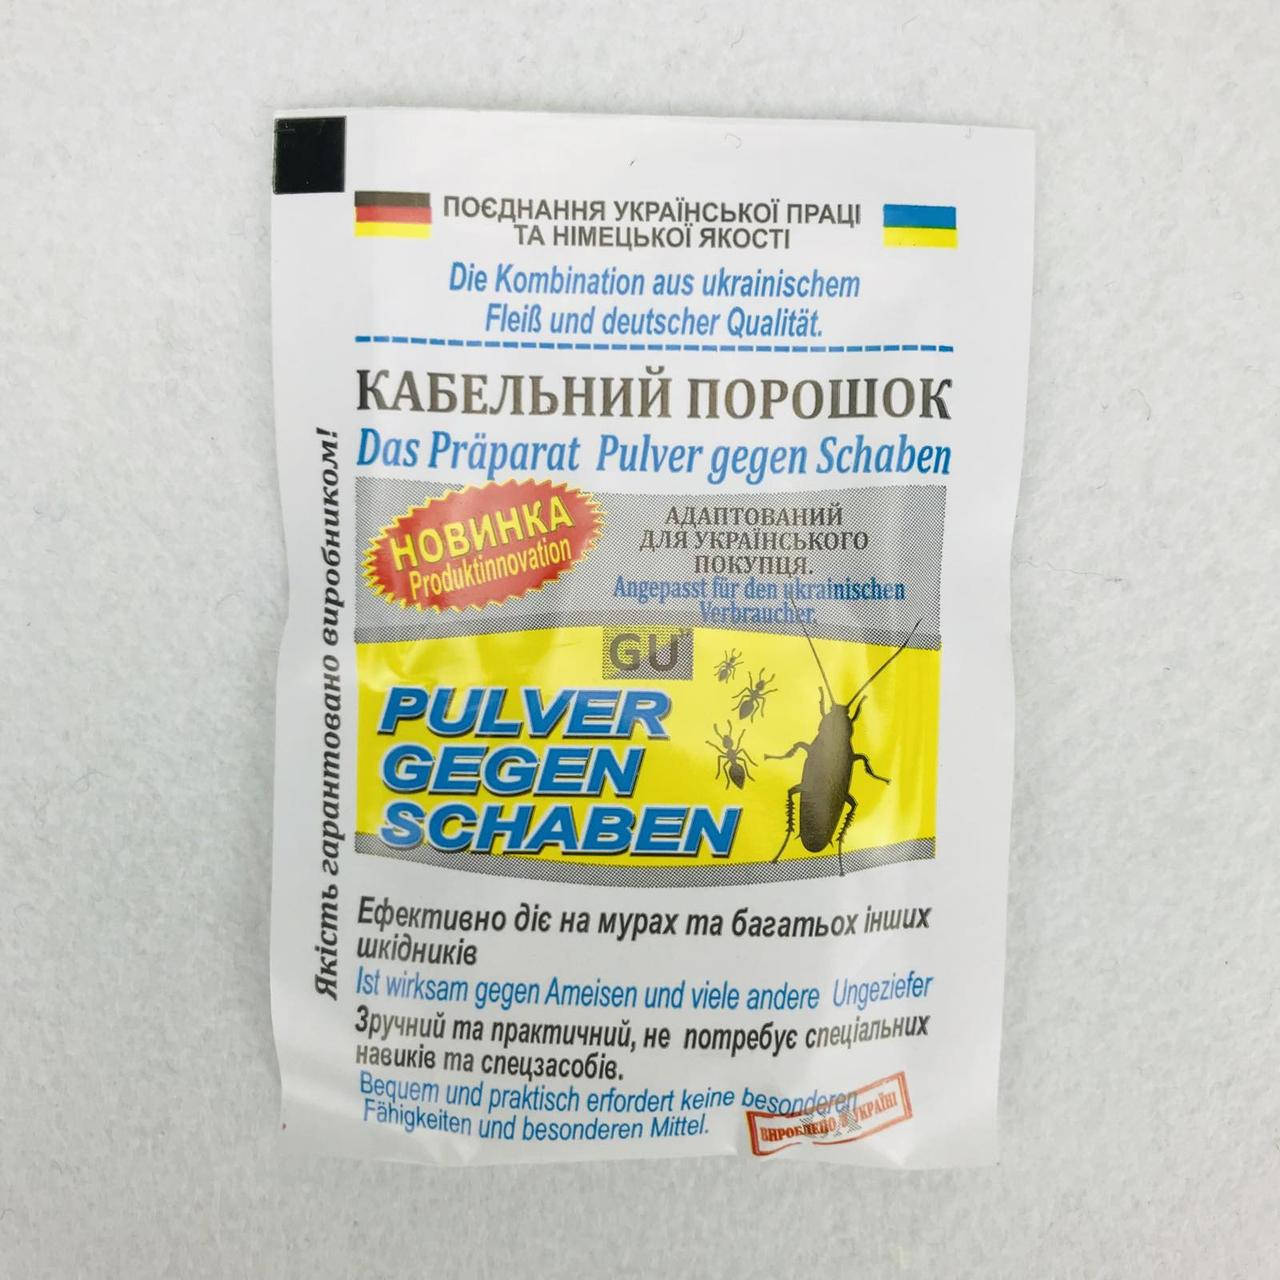 ПОЄДНАННЯ УКРАЇНСЬКОЇ ПРАЦІ
ТА НІМЕЦЬКОЇ ЯКОСТІ
Die Kombination aus ukrainischem
Fleiß und deutscher Qualität.
КАБЕЛЬНИЙ ПОРОШОК
Das Präparat Pulver gegen Schaben
НОВИНКА
Produktinnovation
АДАПТОВАНИЙ
ДЛЯ УКРАЇНСЬКОГО
ПОКУПЦЯ.
Angepasst für den ukrainischen
Verbraucher.
GU
PULVER
GEGEN
SCHABEN
Якість гарантовано виробником!
Ефективно діє на мурах та багатьох інших
шкідників
Ist wirksam gegen Ameisen und viele andere Ungeziefer
Зручний та практичний, не потребує спеціальних
навиків та спецзасобів.
Bequem und praktisch erfordert keine besonderen
Fähigkeiten und besonderen Mittel.
ВИРОБЛЕНО В УКРАЇНІ